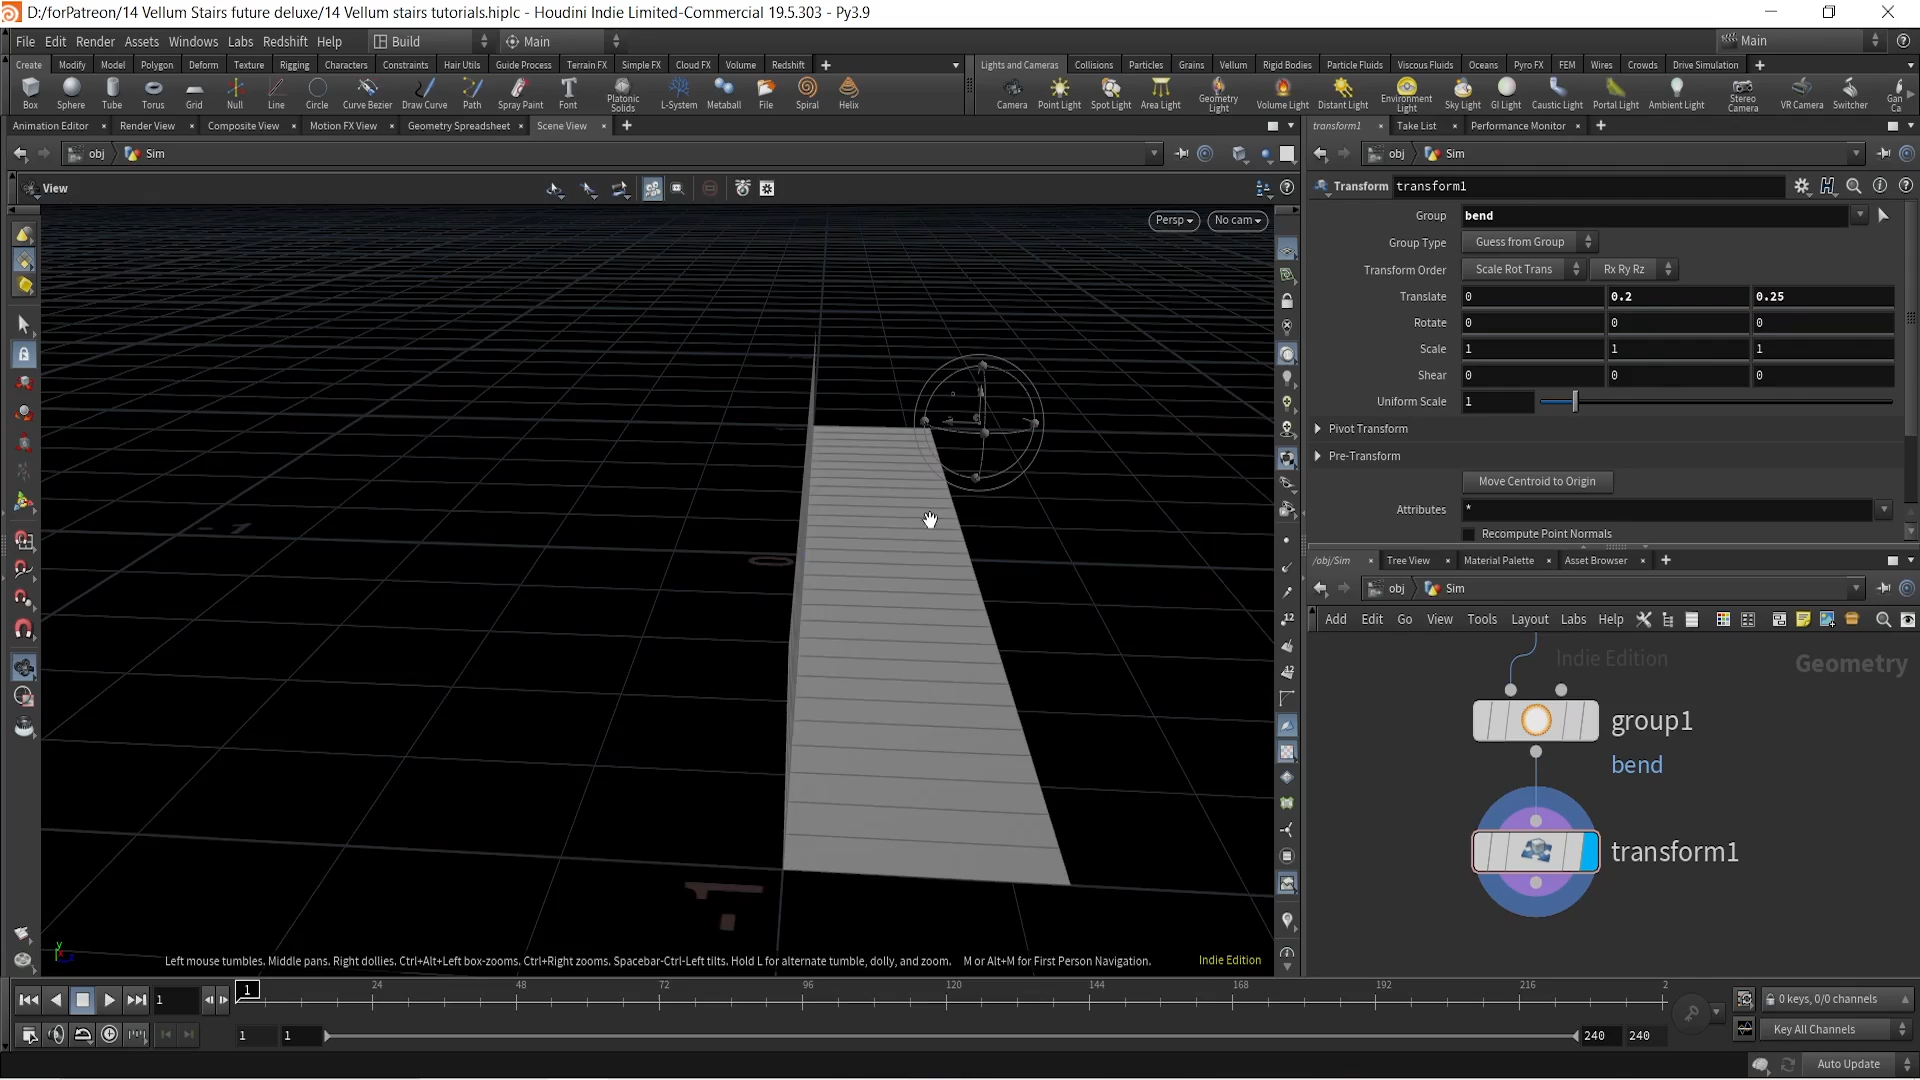 D:/forPatreon/14 Vellum Stairs future deluxe/14 Vellum stairs tutorials.hiplc - Houdini Indie Limited-Commercial 19.5.303 - Py3.9
File Edit Render Assets Windows Labs Redshift Help Build Main Main
Create Modify Model Polygon Deform Texture Rigging Characters Constraints Hair Utils Guide Process Terrain FX Simple FX Cloud FX Volume Redshift
Lights and Cameras Collisions Particles Grains Vellum Rigid Bodies Particle Fluids Viscous Fluids Oceans Pyro FX FEM Wires Crowds Drive Simulation
Box Sphere Tube Torus Grid Null Line Circle Curve Bezier Draw Curve Path Spray Paint Font Platonic Solids L-System Metaball File Spiral Helix
Camera Point Light Spot Light Area Light Geometry Light Volume Light Distant Light Environment Light Sky Light GI Light Caustic Light Portal Light Ambient Light Stereo Camera VR Camera Switcher Gan Ca
Animation Editor Render View Composite View Motion FX View Geometry Spreadsheet Scene View
transform1 Take List Performance Monitor
obj Sim
obj Sim
View
Persp No cam
Transform transform1
Group bend
Group Type Guess from Group
Transform Order Scale Rot Trans Rx Ry Rz
Translate 0 0.2 0.25
Rotate 0 0 0
Scale 1 1 1
Shear 0 0 0
Uniform Scale 1
Pivot Transform
Pre-Transform
Move Centroid to Origin
Attributes *
Recompute Point Normals
/obj/Sim Tree View Material Palette Asset Browser
obj Sim
Add Edit Go View Tools Layout Labs Help
Indie Edition Geometry
group1
bend
transform1
-1
0
1
y
Left mouse tumbles. Middle pans. Right dollies. Ctrl+Alt+Left box-zooms. Ctrl+Right zooms. Spacebar-Ctrl-Left tilts. Hold L for alternate tumble, dolly, and zoom. M or Alt+M for First Person Navigation.
Indie Edition
1 1 24 48 72 96 120 144 168 192 216 2
0 keys, 0/0 channels
1 1 240 240
Key All Channels
Auto Update